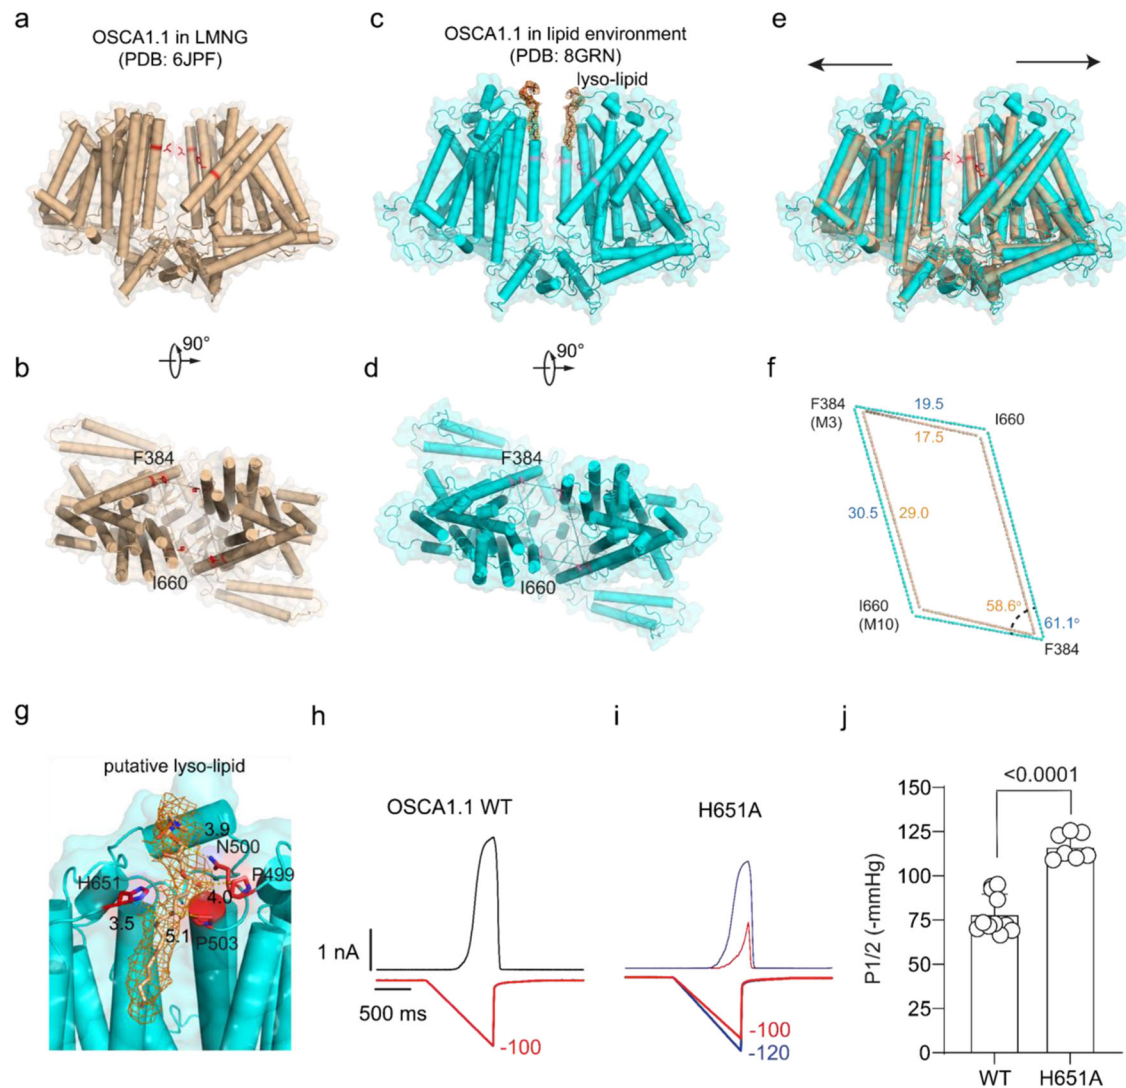 a
OSCA1.1 in LMNG
(PDB: 6JPF)
c
OSCA1.1 in lipid environment
(PDB: 8GRN)
lyso-lipid
e
90°
90°
b
F384
I660
d
F384
I660
f
F384
(M3)
19.5
I660
17.5
30.5
29.0
I660
(M10)
58.6°
61.1°
F384
g
putative lyso-lipid
3.9
N500
H651
P499
4.0
3.5
5.1
P503
h
OSCA1.1 WT
1 nA
500 ms
-100
i
H651A
-100
-120
j
<0.0001
150
125
100
75
50
25
0
P1/2 (-mmHg)
WT
H651A